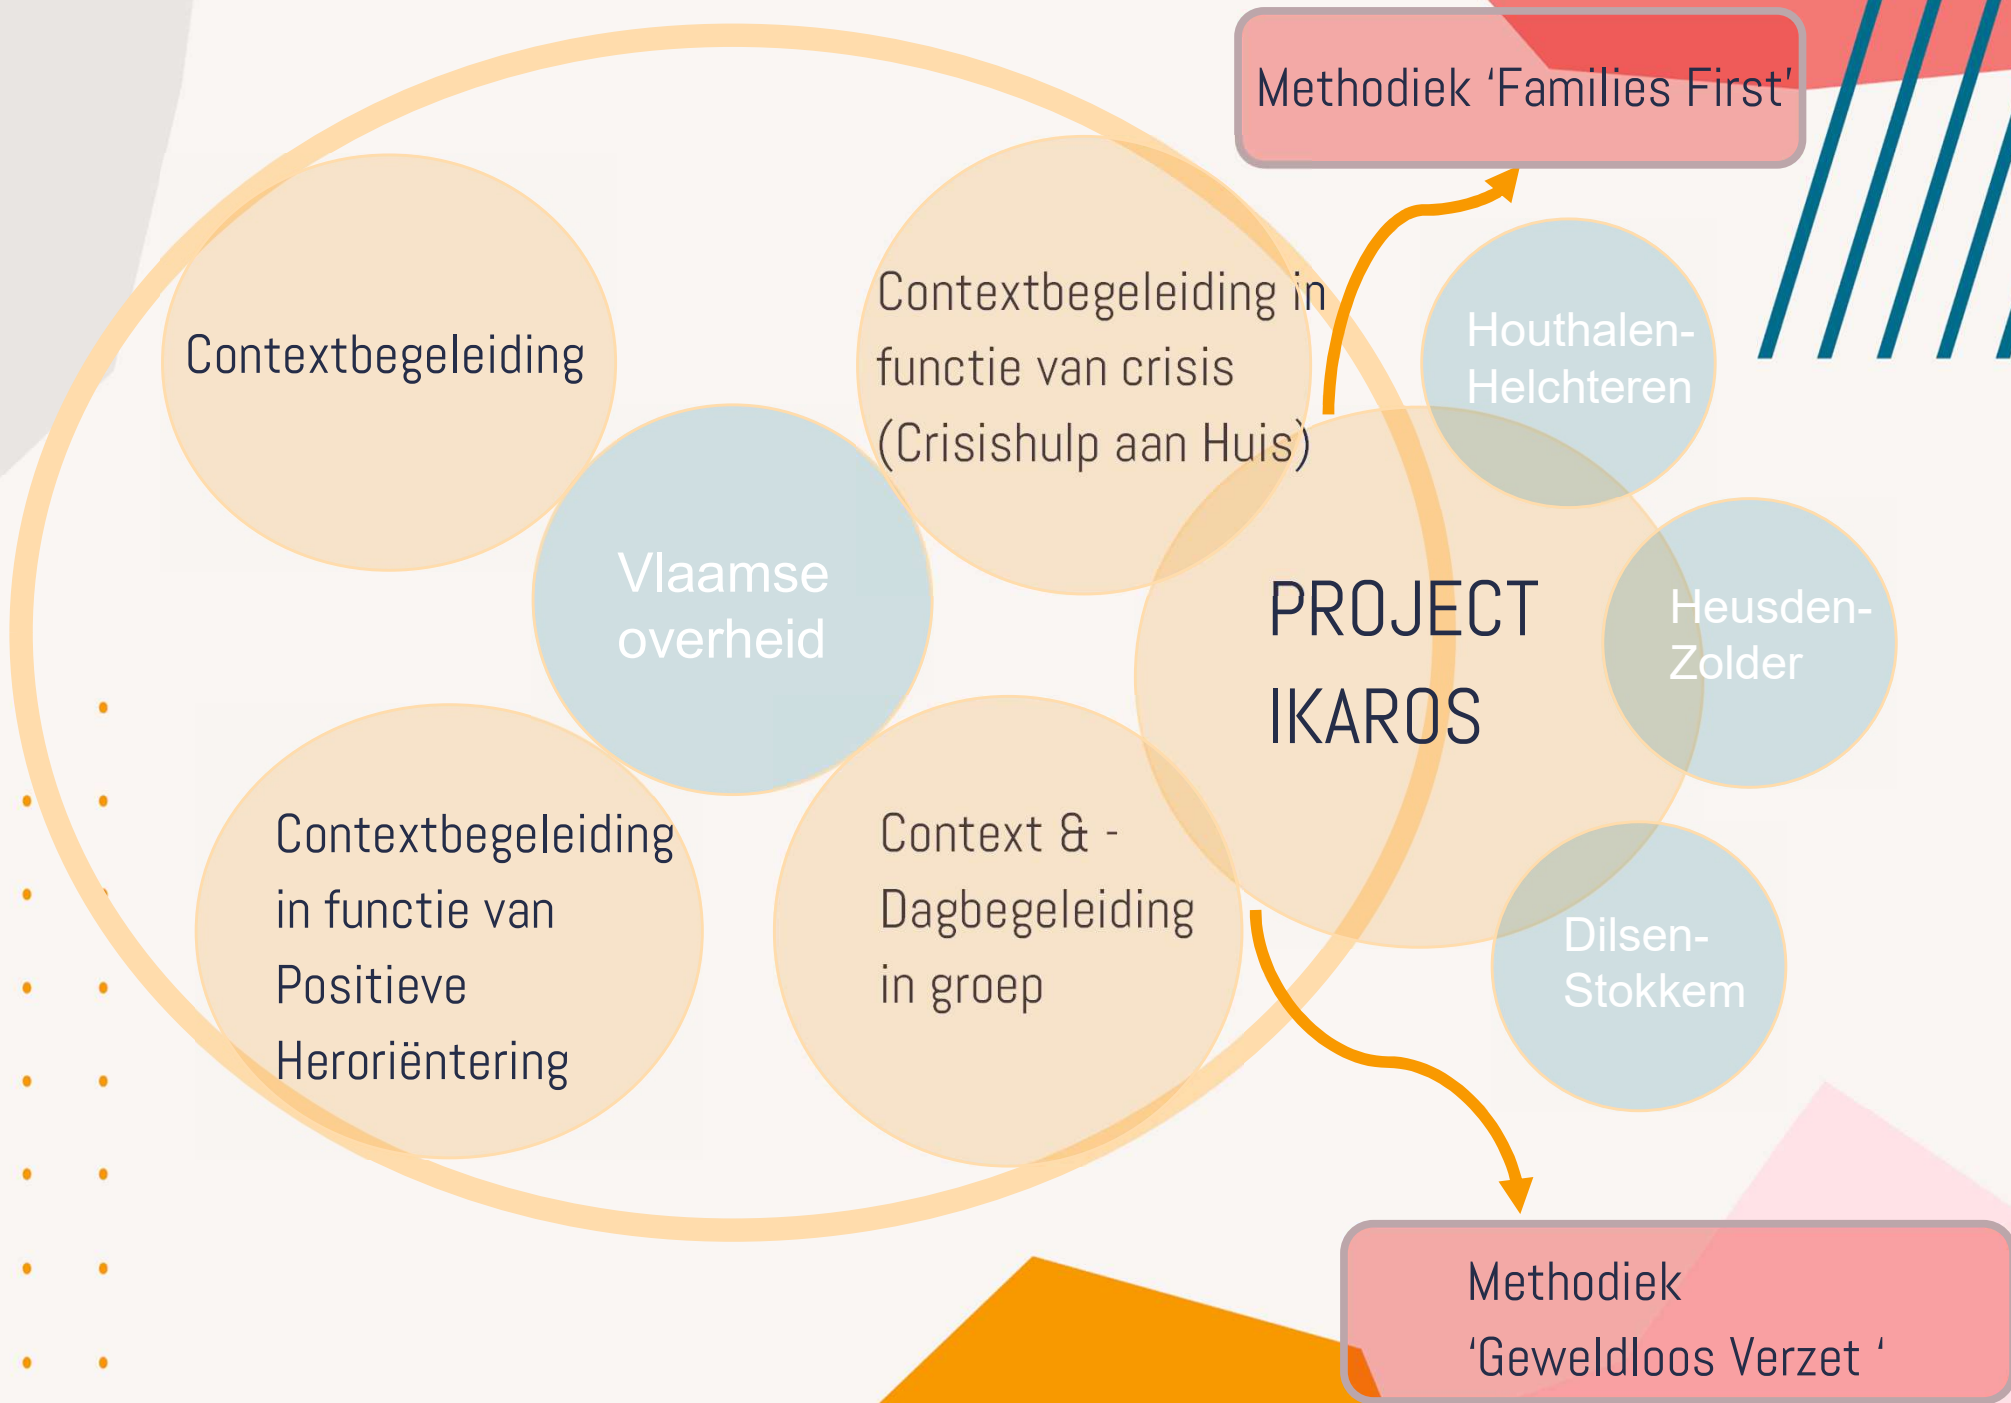 Methodiek ‘Families First’
Contextbegeleiding
Contextbegeleiding in
functie van crisis
(Crisishulp aan Huis)
Houthalen-
Helchteren
Vlaamse
overheid
PROJECT
IKAROS
Heusden-
Zolder
Contextbegeleiding
in functie van
Positieve
Heroriëntering
Context & -
Dagbegeleiding
in groep
Dilsen-
Stokkem
Methodiek
‘Geweldloos Verzet ‘